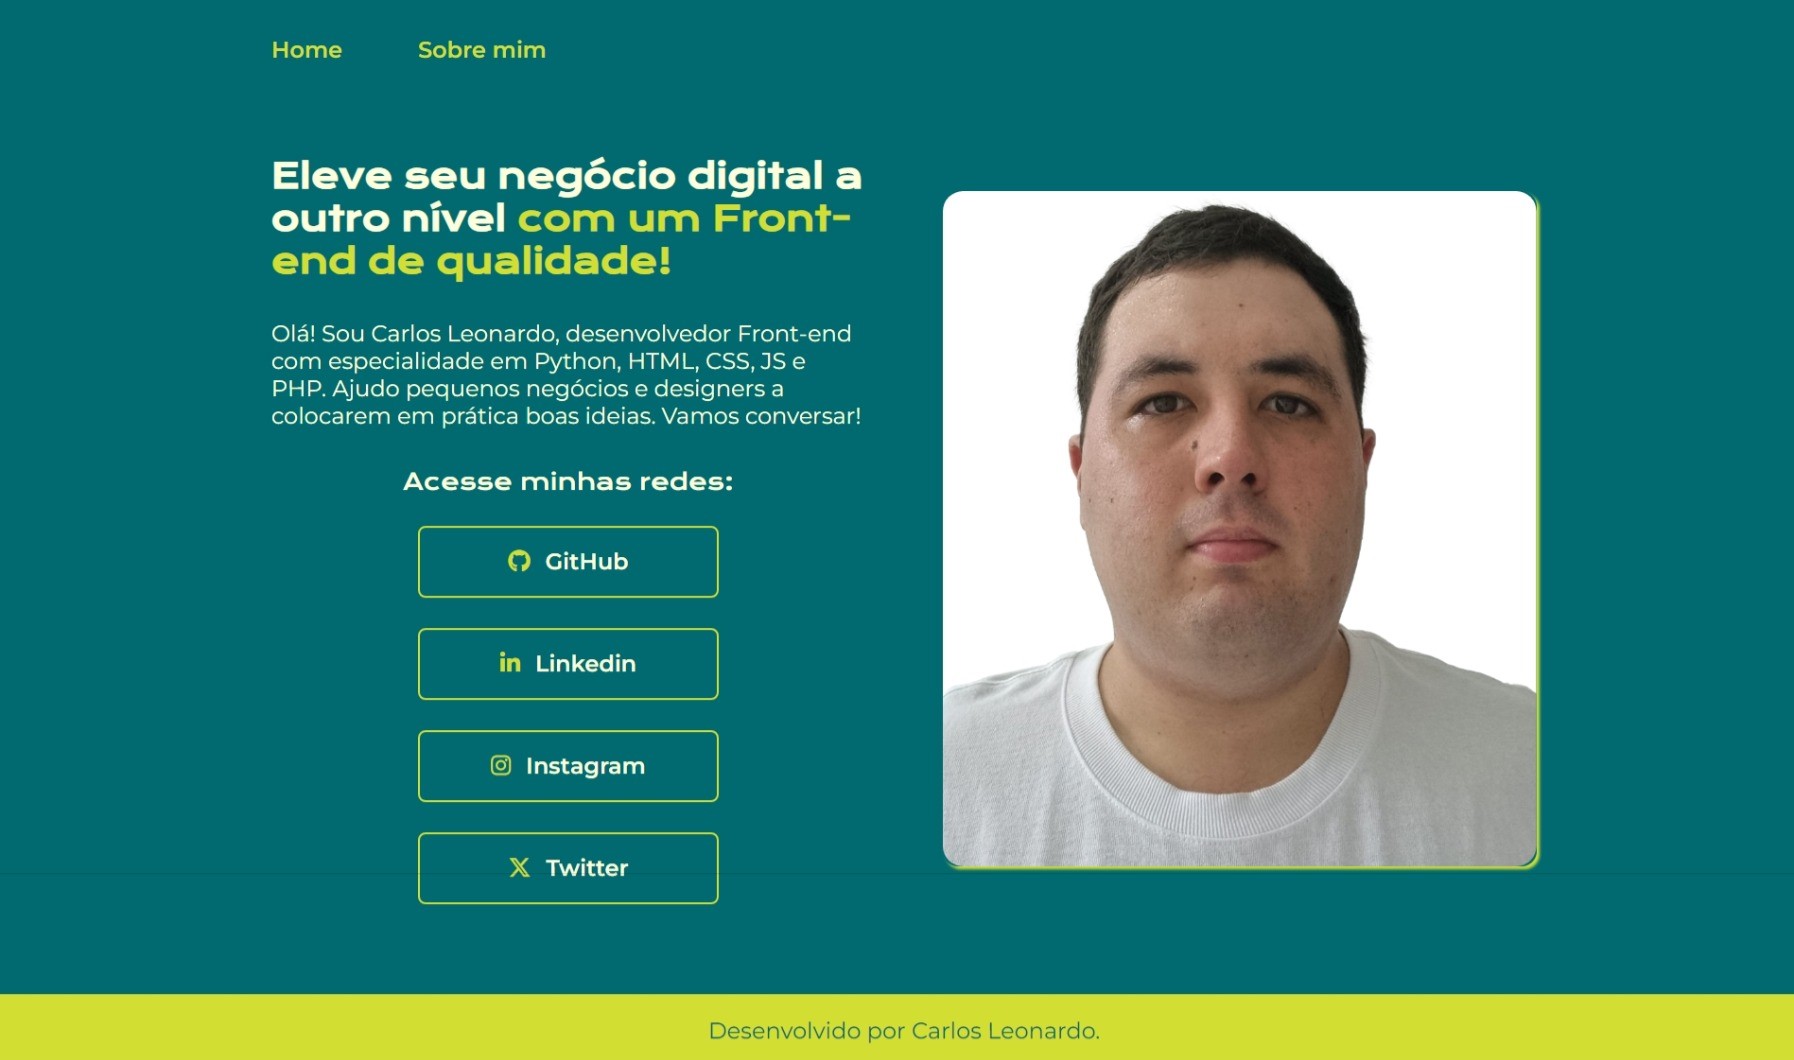 Home
Sobre mim
Eleve seu negócio digital a
outro nível com um Front-
end de qualidade!
Olá! Sou Carlos Leonardo, desenvolvedor Front-end
com especialidade em Python, HTML, CSS, JS e
PHP. Ajudo pequenos negócios e designers a
colocarem em prática boas ideias. Vamos conversar!
Acesse minhas redes:
GitHub
Linkedin
Instagram
Twitter
Desenvolvido por Carlos Leonardo.